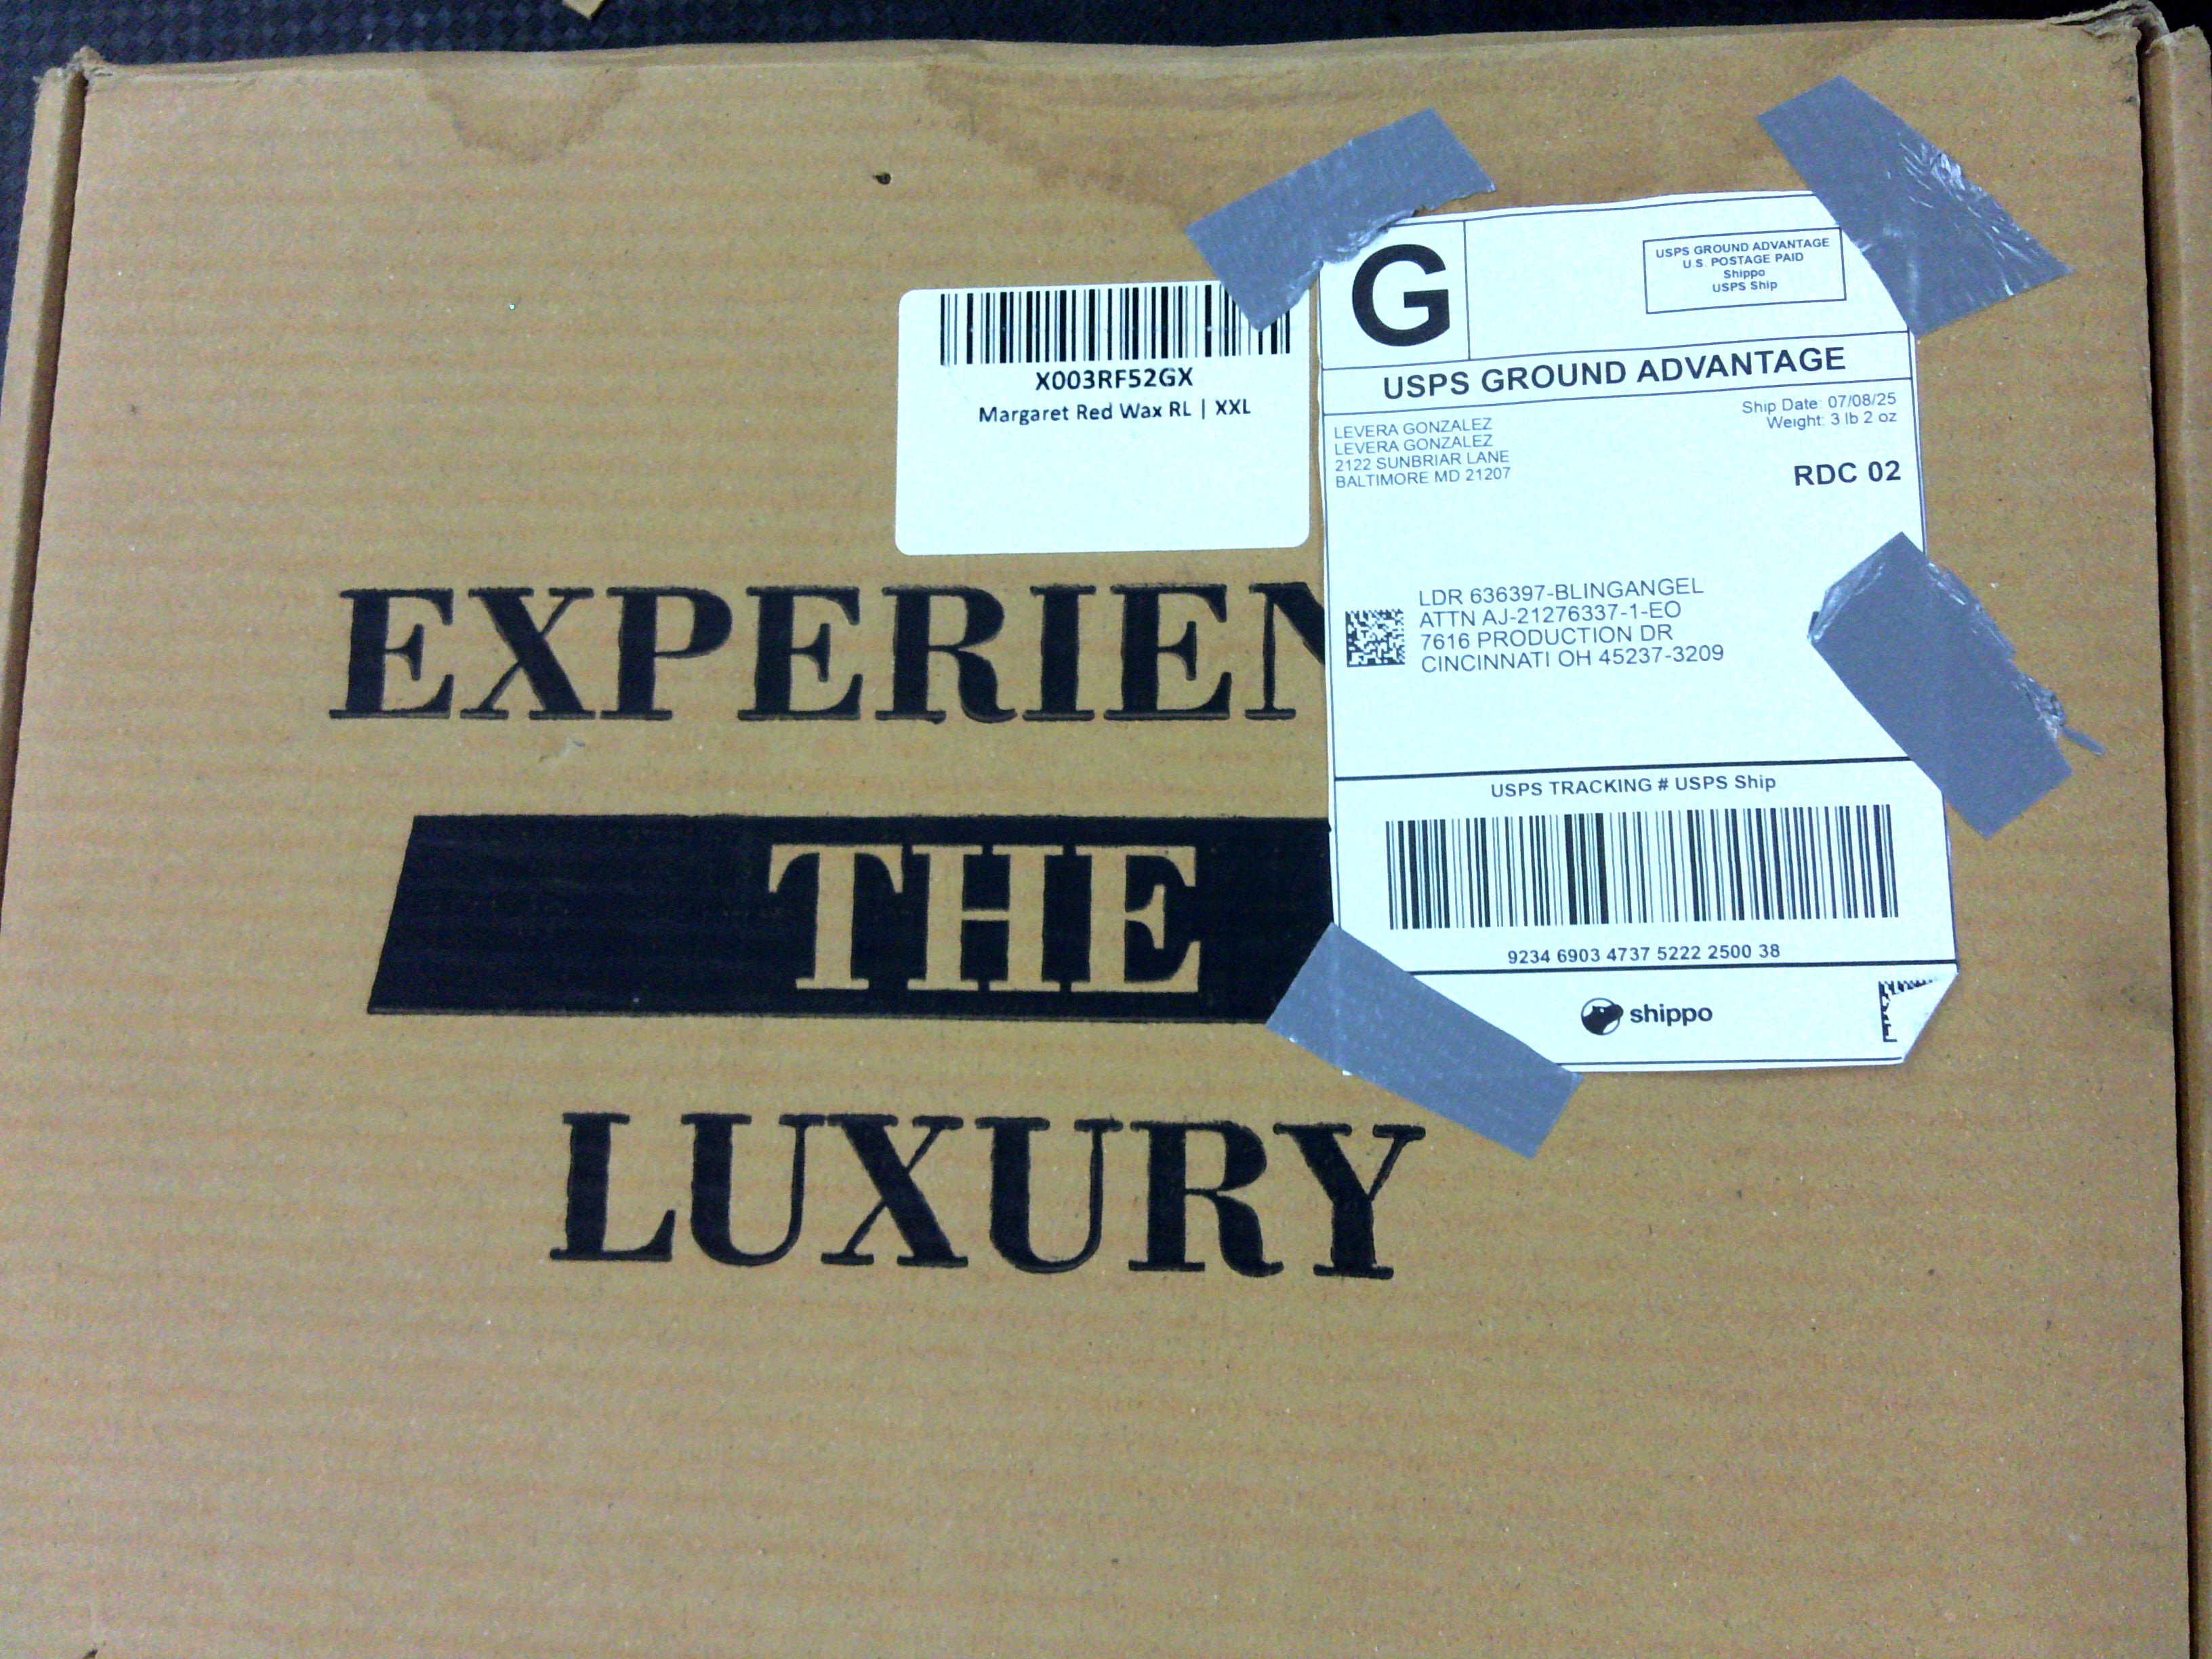 X003RF52GX
Margaret Red Wax RL | XXL
G
USPS GROUND ADVANTAGE
U.S. POSTAGE PAID
Shippo
USPS Ship
USPS GROUND ADVANTAGE
LEVERA GONZALEZ
LEVERA GONZALEZ
2122 SUNBRIAR LANE
BALTIMORE MD 21207
Ship Date: 07/08/25
Weight: 3 lb 2 oz
RDC 02
LDR 636397-BLINGANGEL
ATTN AJ-21276337-1-EO
7616 PRODUCTION DR
CINCINNATI OH 45237-3209
USPS TRACKING # USPS Ship
9234 6903 4737 5222 2500 38
shippo
EXPERIEN
THE
LUXURY